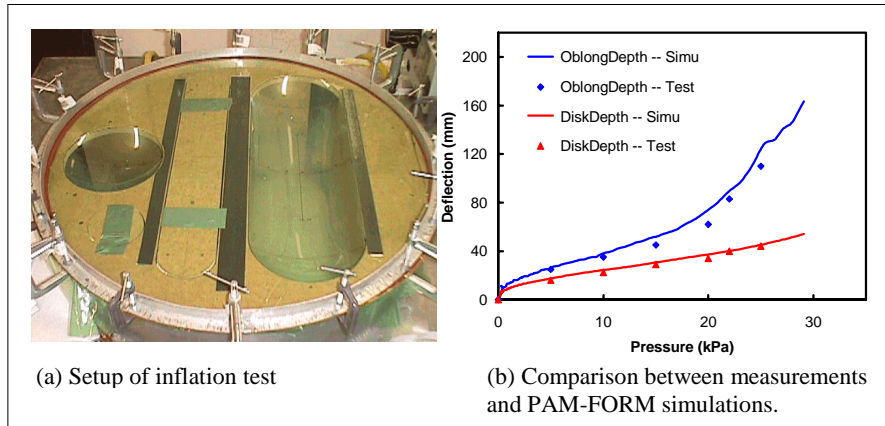 200
160
120
80
40
0
Deflection (mm)
OblongDepth -- Simu
OblongDepth -- Test
DiskDepth -- Simu
DiskDepth -- Test
0 10 20 30
Pressure (kPa)
(a) Setup of inflation test
(b) Comparison between measurements
and PAM-FORM simulations.